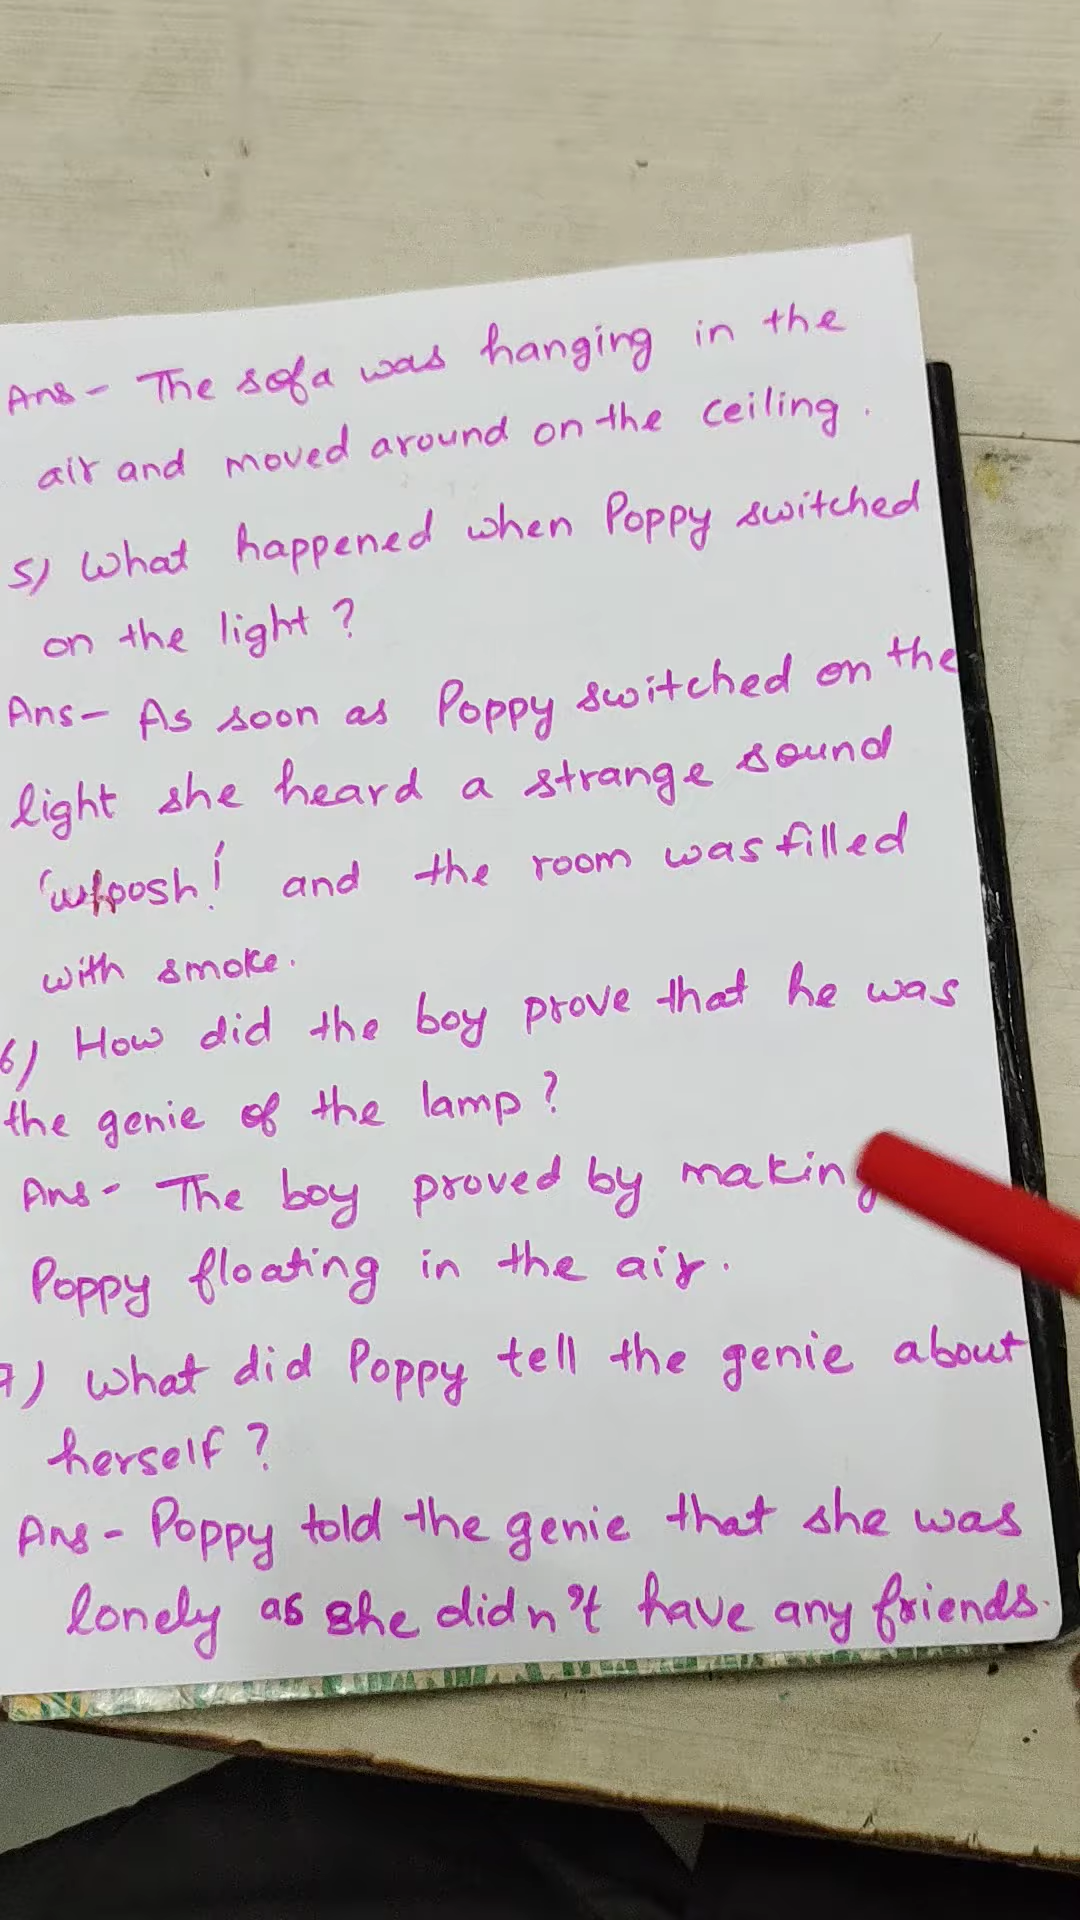 Ans- The sofa was hanging in the
air and moved around on the ceiling.
5) What happened when Poppy switched
on the light?
Ans- As soon as Poppy switched on the
light she heard a strange sound
'whoosh!' and the room was filled
with smoke.
6) How did the boy prove that he was
the genie of the lamp?
Ans- The boy proved by making
Poppy floating in the air.
7) What did Poppy tell the genie about
herself?
Ans- Poppy told the genie that she was
lonely as she didn't have any friends.